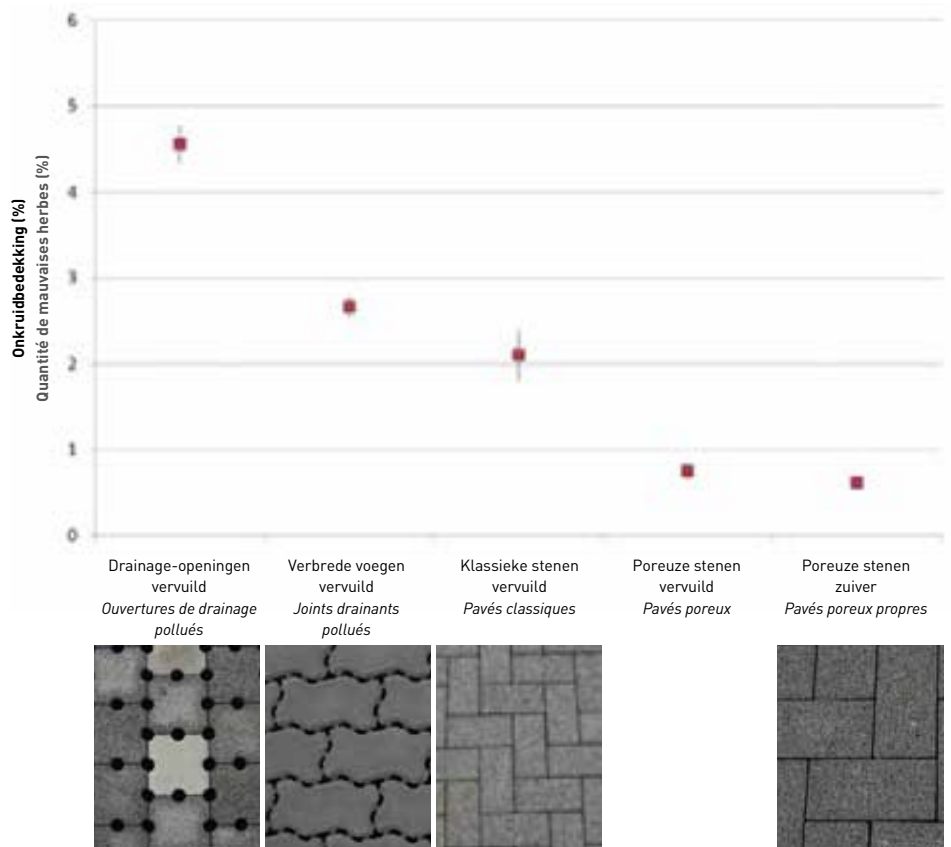 Onkruidbedekking (%)
Quantité de mauvaises herbes (%)
6
5
4
3
2
1
0
Drainage-openingen
vervuild
Ouvertures de drainage
pollués
Verbrede voegen
vervuild
Joints drainants
pollués
Klassieke stenen
vervuild
Pavés classiques
Poreuze stenen
vervuild
Pavés poreux
Poreuze stenen
zuiver
Pavés poreux propres